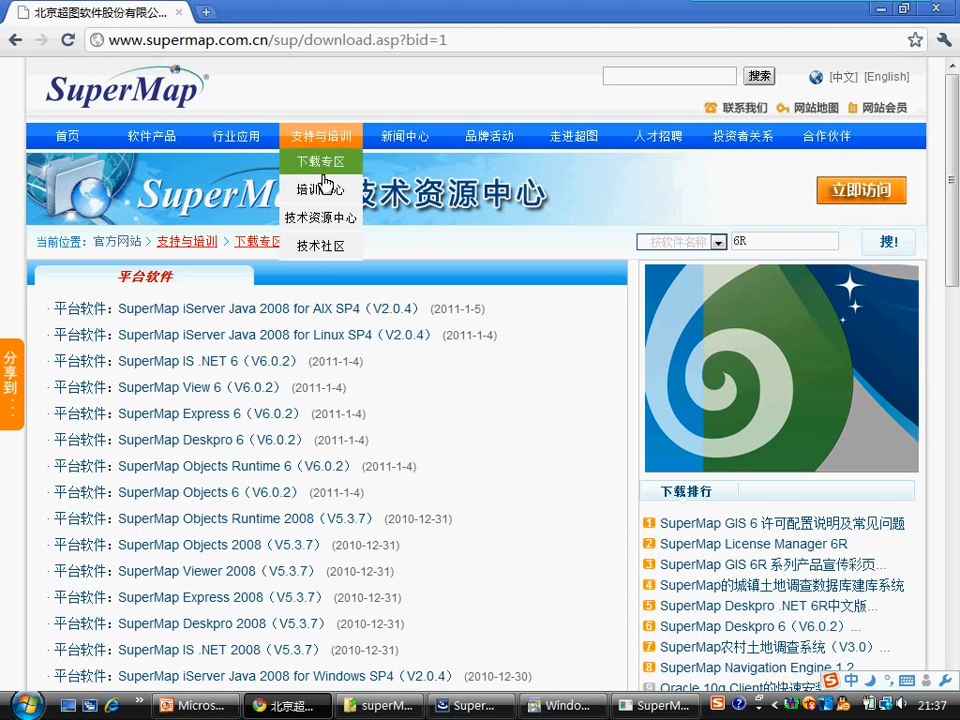 北京超图软件股份有限公...
www.supermap.com.cn/sup/download.asp?bid=1
SuperMap
搜索
[中文] [English]
联系我们 网站地图 网站会员
首页 软件产品 行业应用 支持与培训 新闻中心 品牌活动 走进超图 人才招聘 投资者关系 合作伙伴
下载专区
培训
心
技术资源中心
技术社区
SuperM
技术资源中心
立即访问
当前位置：官方网站> 支持与培训 > 下载专区
按软件名称 6R 搜!
平台软件
· 平台软件：SuperMap iServer Java 2008 for AIX SP4（V2.0.4） (2011-1-5)
· 平台软件：SuperMap iServer Java 2008 for Linux SP4（V2.0.4） (2011-1-4)
· 平台软件：SuperMap IS .NET 6（V6.0.2） (2011-1-4)
· 平台软件：SuperMap View 6（V6.0.2） (2011-1-4)
· 平台软件：SuperMap Express 6（V6.0.2） (2011-1-4)
· 平台软件：SuperMap Deskpro 6（V6.0.2） (2011-1-4)
· 平台软件：SuperMap Objects Runtime 6（V6.0.2） (2011-1-4)
· 平台软件：SuperMap Objects 6（V6.0.2） (2011-1-4)
· 平台软件：SuperMap Objects Runtime 2008（V5.3.7） (2010-12-31)
· 平台软件：SuperMap Objects 2008（V5.3.7） (2010-12-31)
· 平台软件：SuperMap Viewer 2008（V5.3.7） (2010-12-31)
· 平台软件：SuperMap Express 2008（V5.3.7） (2010-12-31)
· 平台软件：SuperMap Deskpro 2008（V5.3.7） (2010-12-31)
· 平台软件：SuperMap IS .NET 2008（V5.3.7） (2010-12-31)
· 平台软件：SuperMap iServer Java 2008 for Windows SP4（V2.0.4） (2010-12-30)
分享到...
下载排行
1 SuperMap GIS 6 许可配置说明及常见问题
2 SuperMap License Manager 6R
3 SuperMap GIS 6R 系列产品宣传彩页...
4 SuperMap的城镇土地调查数据库建库系统
5 SuperMap Deskpro .NET 6R中文版...
6 SuperMap Deskpro 6（V6.0.2）...
7 SuperMap农村土地调查系统（V3.0）...
8 SuperMap Navigation Engine 1.2
9 Oracle 10g Client的快速安装
中
Micros... 北京超... superM... Super... Windo... SuperM... 21:37